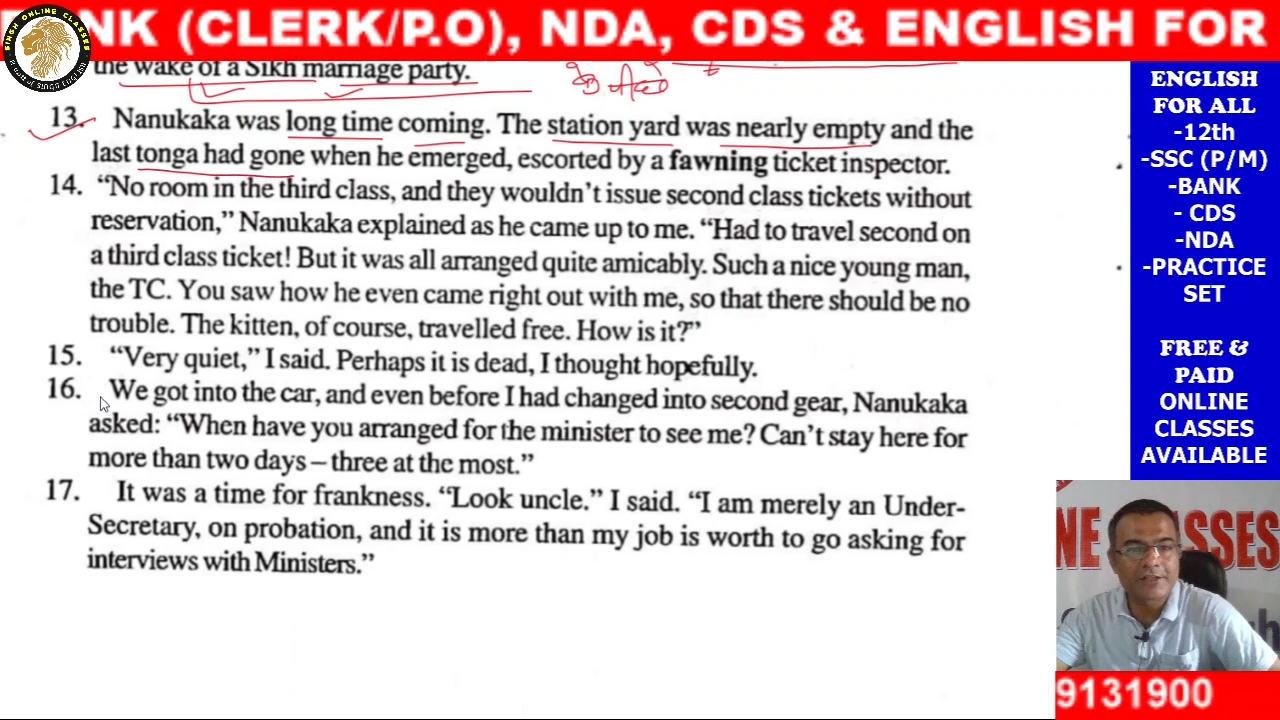 NK (CLERK/P.O), NDA, CDS & ENGLISH FOR
SINGH ONLINE CLASSES
the wake of a Sikh marriage party.
13. Nanukaka was long time coming. The station yard was nearly empty and the
last tonga had gone when he emerged, escorted by a fawning ticket inspector.
14. “No room in the third class, and they wouldn’t issue second class tickets without
reservation,” Nanukaka explained as he came up to me. “Had to travel second on
a third class ticket! But it was all arranged quite amicably. Such a nice young man,
the TC. You saw how he even came right out with me, so that there should be no
trouble. The kitten, of course, travelled free. How is it?”
15. “Very quiet,” I said. Perhaps it is dead, I thought hopefully.
16. We got into the car, and even before I had changed into second gear, Nanukaka
asked: “When have you arranged for the minister to see me? Can’t stay here for
more than two days – three at the most.”
17. It was a time for frankness. “Look uncle.” I said. “I am merely an Under-
Secretary, on probation, and it is more than my job is worth to go asking for
interviews with Ministers.”
ENGLISH
FOR ALL
-12th
-SSC (P/M)
-BANK
- CDS
-NDA
-PRACTICE
SET
FREE &
PAID
ONLINE
CLASSES
AVAILABLE
NE
SSES
9131900